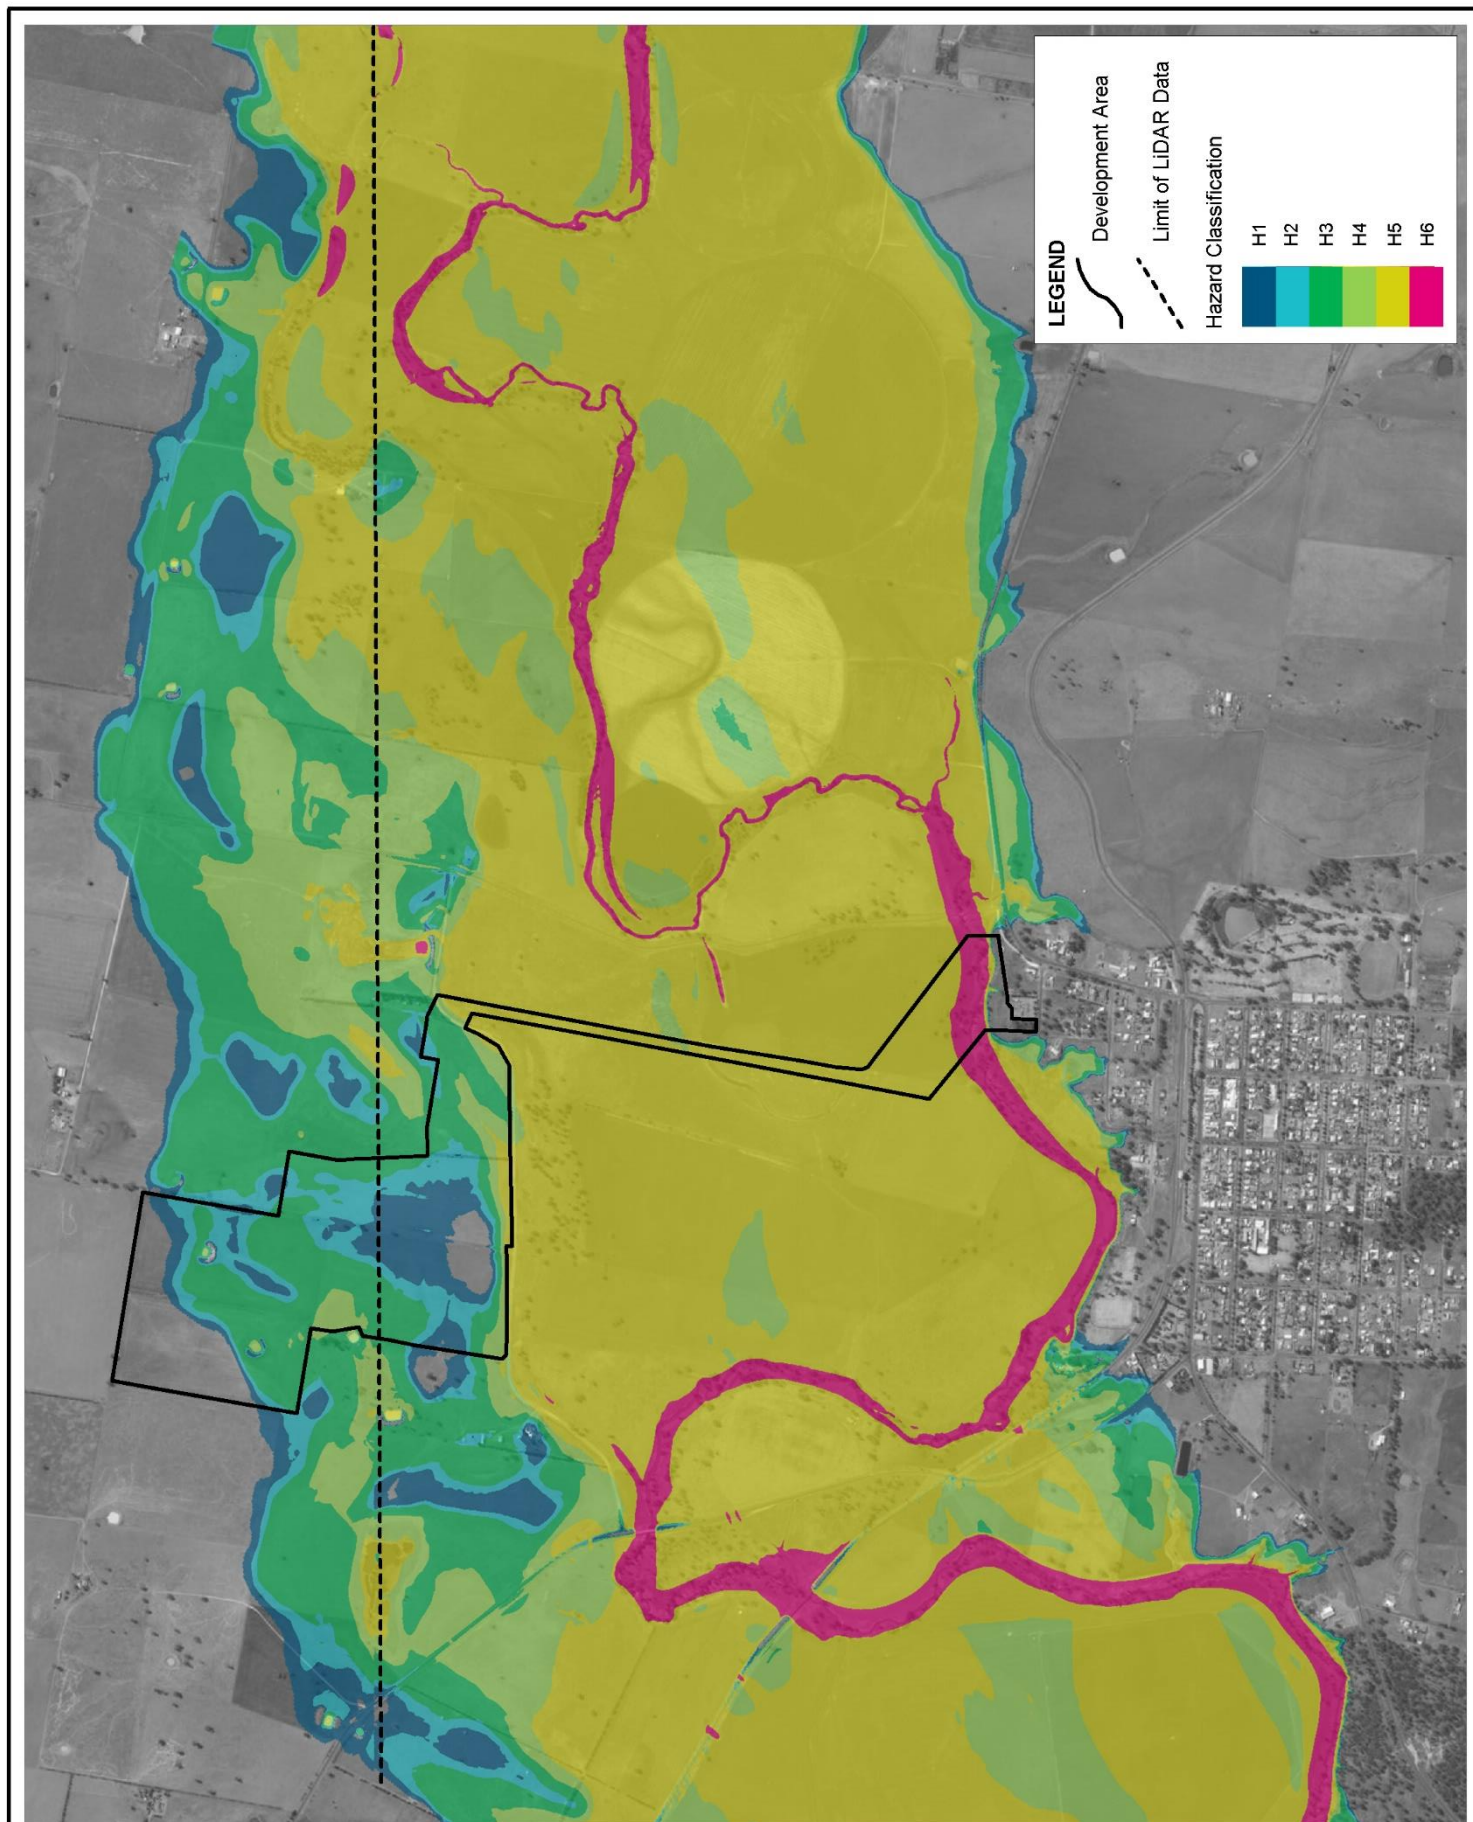 LEGEND
Development Area
Limit of LiDAR Data
Hazard Classification
H1
H2
H3
H4
H5
H6